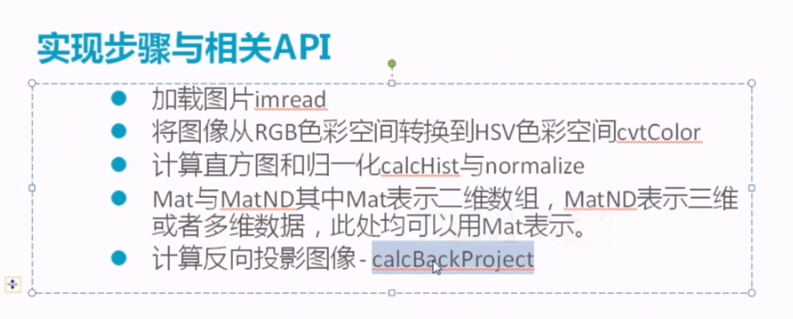 实现步骤与相关API
加载图片imread
将图像从RGB色彩空间转换到HSV色彩空间cvtColor
计算直方图和归一化calcHist与normalize
Mat与MatND其中Mat表示二维数组，MatND表示三维
或者多维数据，此处均可以用Mat表示。
计算反向投影图像- calcBackProject